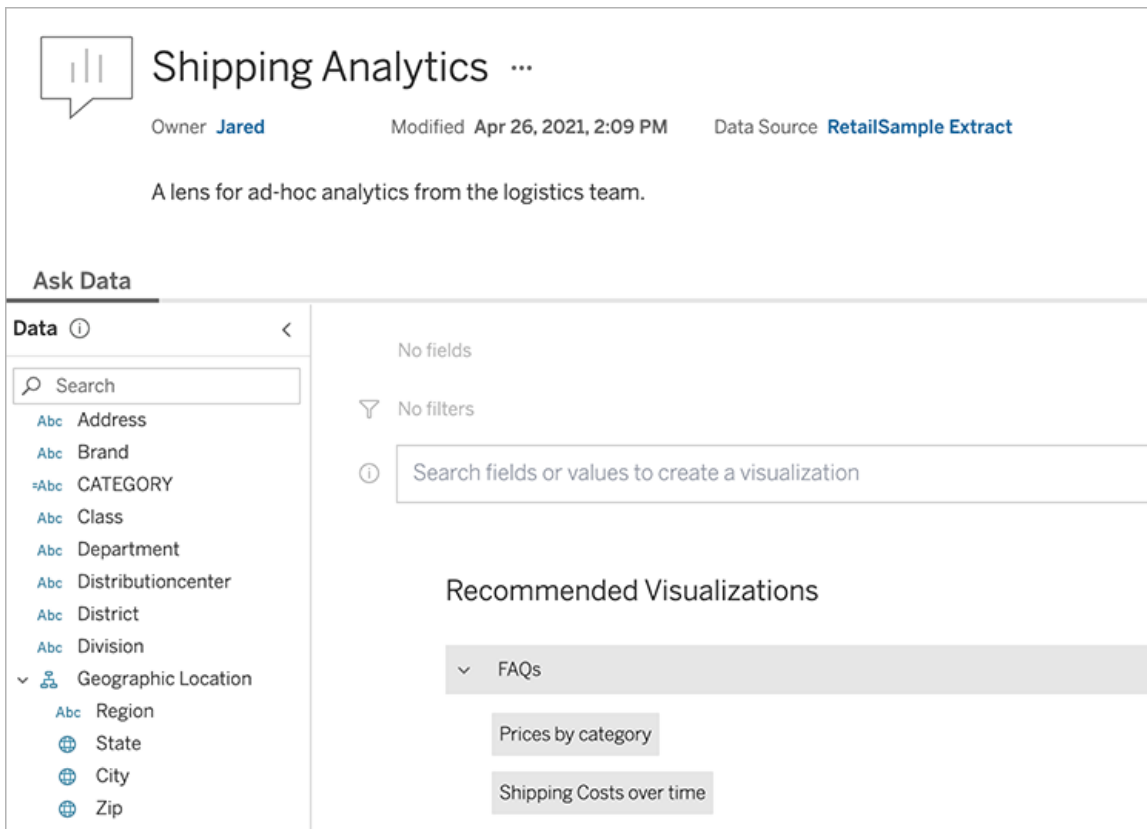 Shipping Analytics ...
Owner Jared Modified Apr 26, 2021, 2:09 PM Data Source RetailSample Extract
A lens for ad-hoc analytics from the logistics team.
Ask Data
Data
Search
Abc Address
Abc Brand
=Abc CATEGORY
Abc Class
Abc Department
Abc Distributioncenter
Abc District
Abc Division
Geographic Location
Abc Region
State
City
Zip
No fields
No filters
Search fields or values to create a visualization
Recommended Visualizations
FAQs
Prices by category
Shipping Costs over time